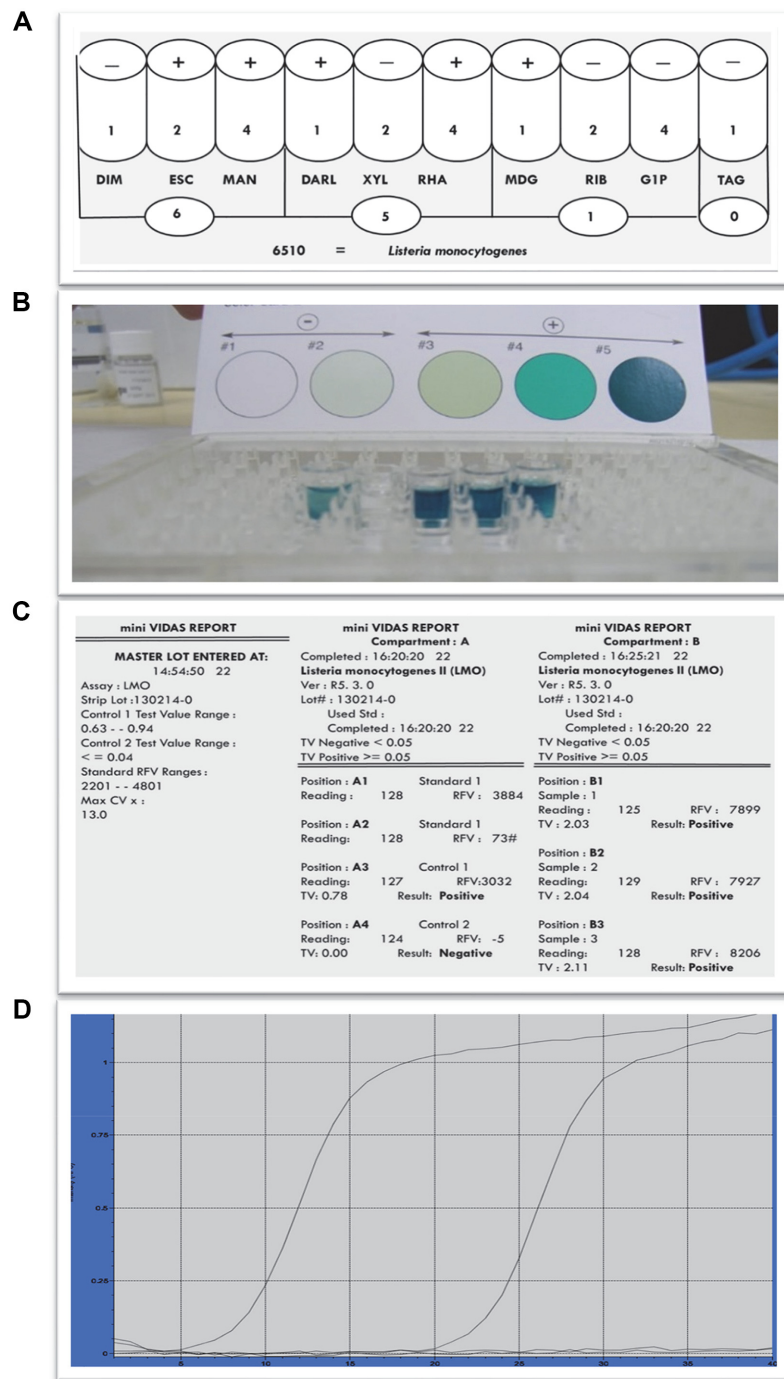 A
− + + + − + + − − −
1 2 4 1 2 4 1 2 4 1
DIM ESC MAN DARL XYL RHA MDG RIB G1P TAG
6 5 1 0
6510 = Listeria monocytogenes
B
− +
#1 #2 #3 #4 #5
C
mini VIDAS REPORT
MASTER LOT ENTERED AT:
14:54:50 22
Assay : LMO
Strip Lot :130214-0
Control 1 Test Value Range :
0.63 - - 0.94
Control 2 Test Value Range :
< = 0.04
Standard RFV Ranges :
2201 - - 4801
Max CV x :
13.0
mini VIDAS REPORT
Compartment : A
Completed : 16:20:20 22
Listeria monocytogenes II (LMO)
Ver : R5. 3. 0
Lot# : 130214-0
Used Std :
Completed : 16:20:20 22
TV Negative < 0.05
TV Positive >= 0.05
Position : A1 Standard 1
Reading : 128 RFV : 3884
Position : A2 Standard 1
Reading: 128 RFV : 73#
Position : A3 Control 1
Reading: 127 RFV:3032
TV: 0.78 Result: Positive
Position : A4 Control 2
Reading: 124 RFV: -5
TV: 0.00 Result: Negative
mini VIDAS REPORT
Compartment : B
Completed : 16:25:21 22
Listeria monocytogenes II (LMO)
Ver : R5. 3. 0
Lot# : 130214-0
Used Std :
Completed : 16:20:20 22
TV Negative < 0.05
TV Positive >= 0.05
Position : B1
Sample : 1
Reading : 125 RFV : 7899
TV : 2.03 Result: Positive
Position : B2
Sample : 2
Reading: 129 RFV : 7927
TV : 2.04 Result: Positive
Position : B3
Sample : 3
Reading: 128 RFV : 8206
TV : 2.11 Result: Positive
D
1
0.75
0.5
0.25
0
5 10 15 20 25 30 35 40